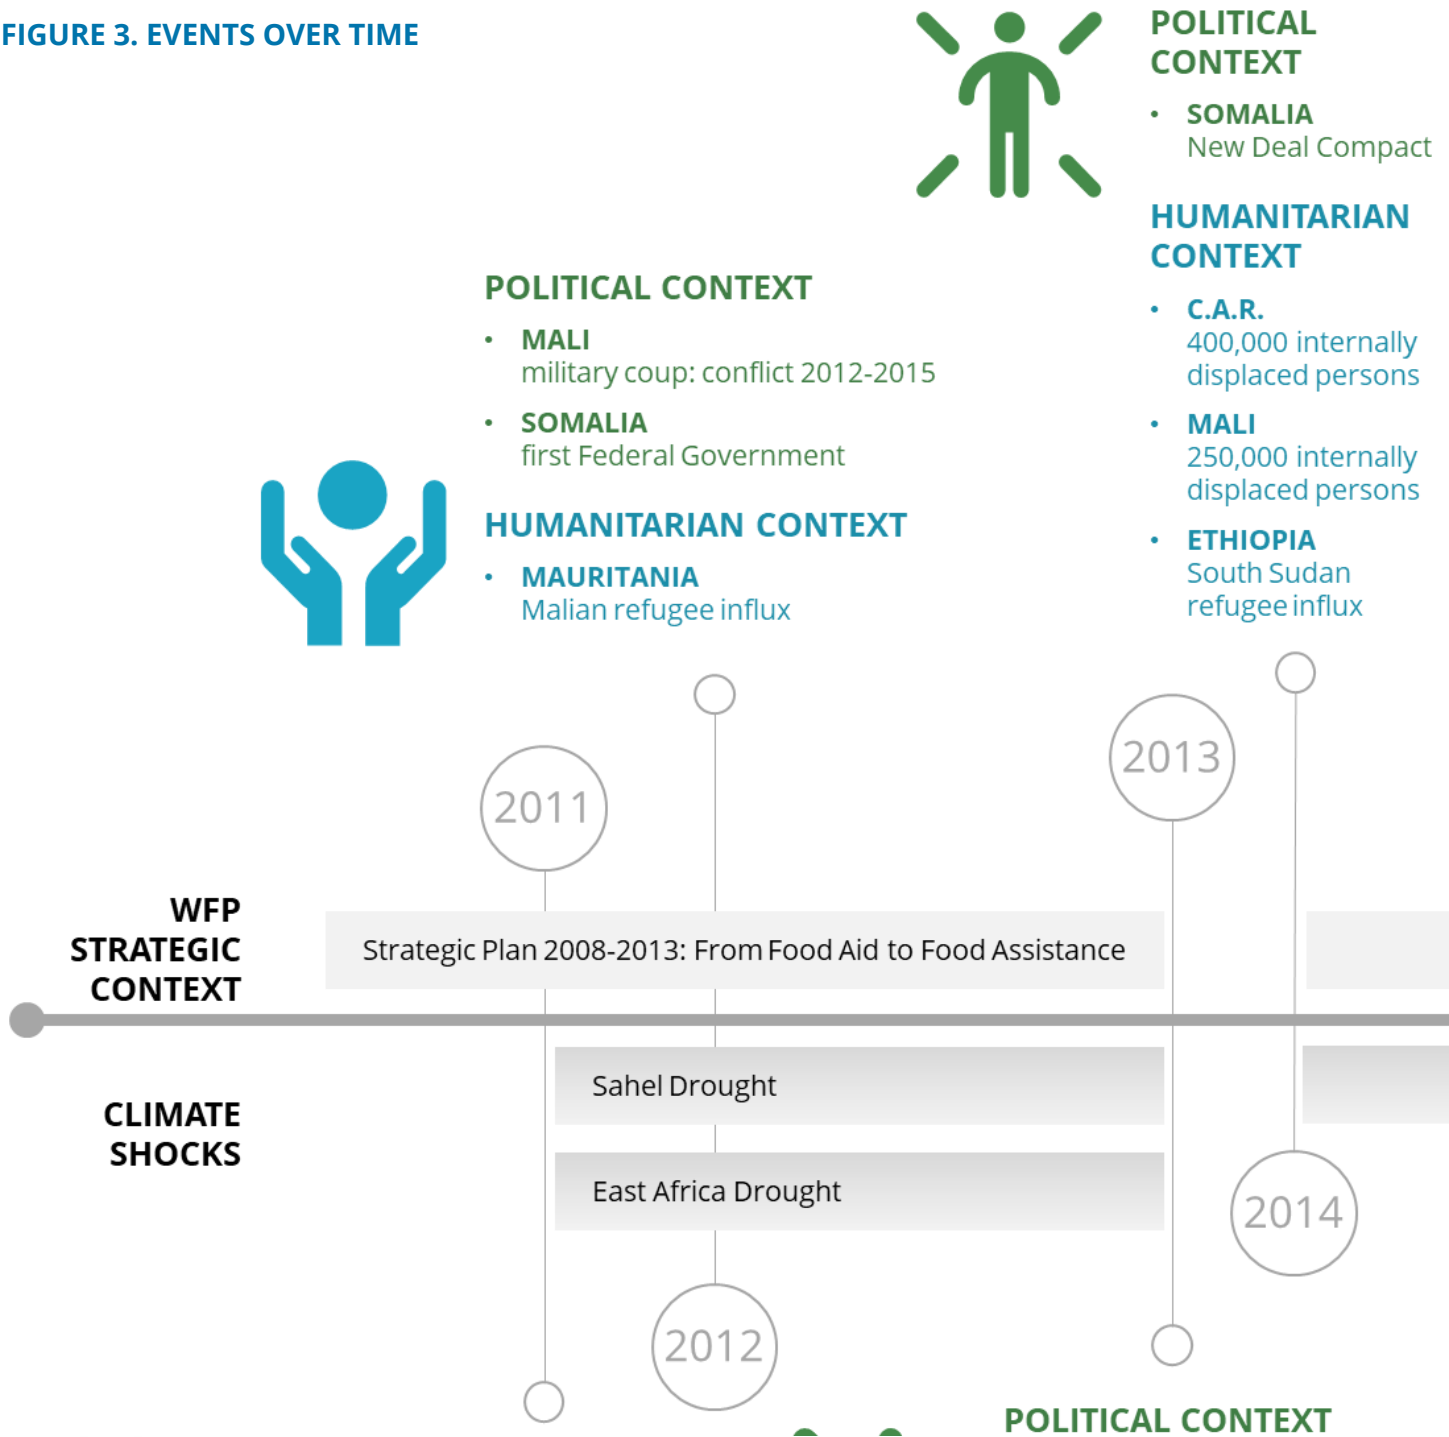 FIGURE 3. EVENTS OVER TIME
POLITICAL
CONTEXT
• SOMALIA
New Deal Compact
HUMANITARIAN
CONTEXT
• C.A.R.
400,000 internally
displaced persons
• MALI
250,000 internally
displaced persons
• ETHIOPIA
South Sudan
refugee influx
POLITICAL CONTEXT
• MALI
military coup: conflict 2012-2015
• SOMALIA
first Federal Government
HUMANITARIAN CONTEXT
• MAURITANIA
Malian refugee influx
2011
2013
WFP
STRATEGIC
CONTEXT
Strategic Plan 2008-2013: From Food Aid to Food Assistance
CLIMATE
SHOCKS
Sahel Drought
East Africa Drought
2014
2012
POLITICAL CONTEXT